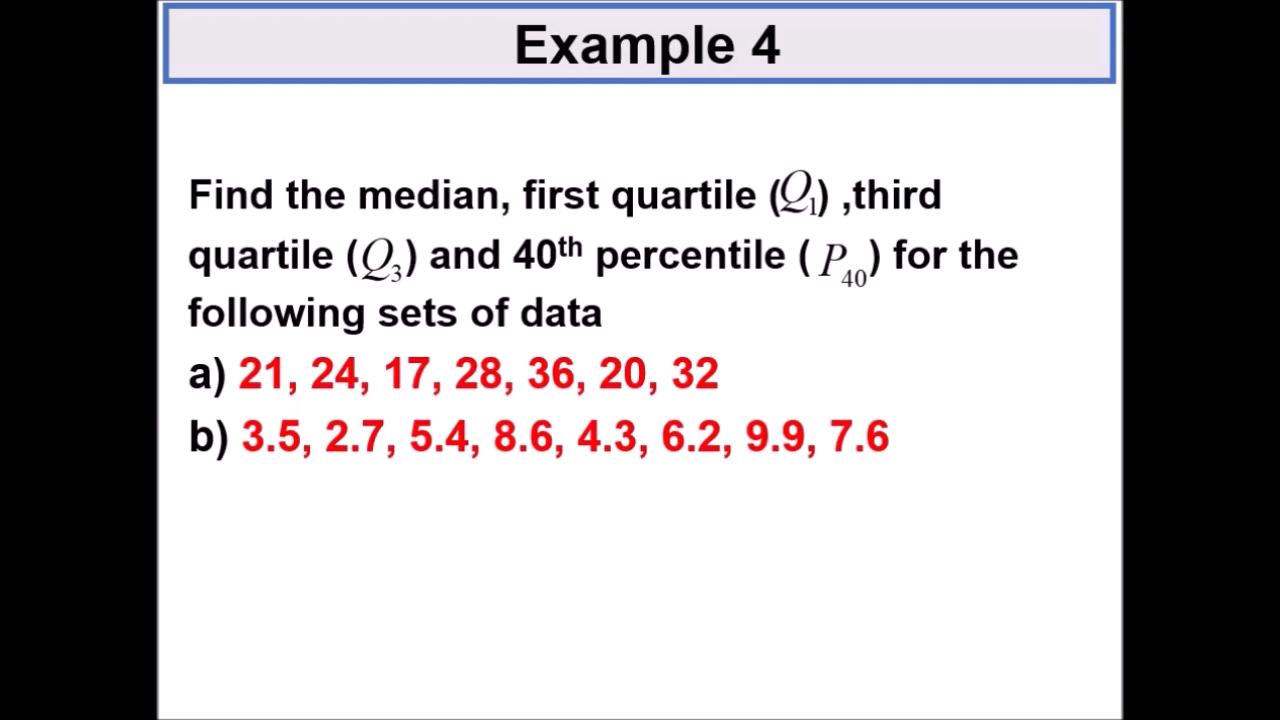 Example 4
Find the median, first quartile (Q₁) ,third
quartile (Q₃) and 40ᵗʰ percentile ( P₄₀) for the
following sets of data
a) 21, 24, 17, 28, 36, 20, 32
b) 3.5, 2.7, 5.4, 8.6, 4.3, 6.2, 9.9, 7.6